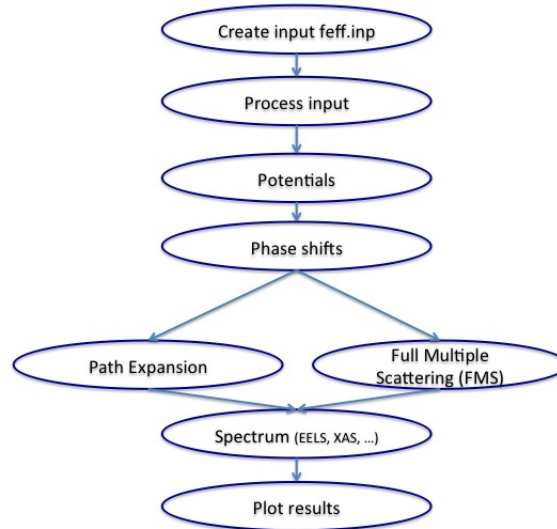 Create input feff.inp
Process input
Potentials
Phase shifts
Path Expansion
Full Multiple
Scattering (FMS)
Spectrum (EELS, XAS, ...)
Plot results